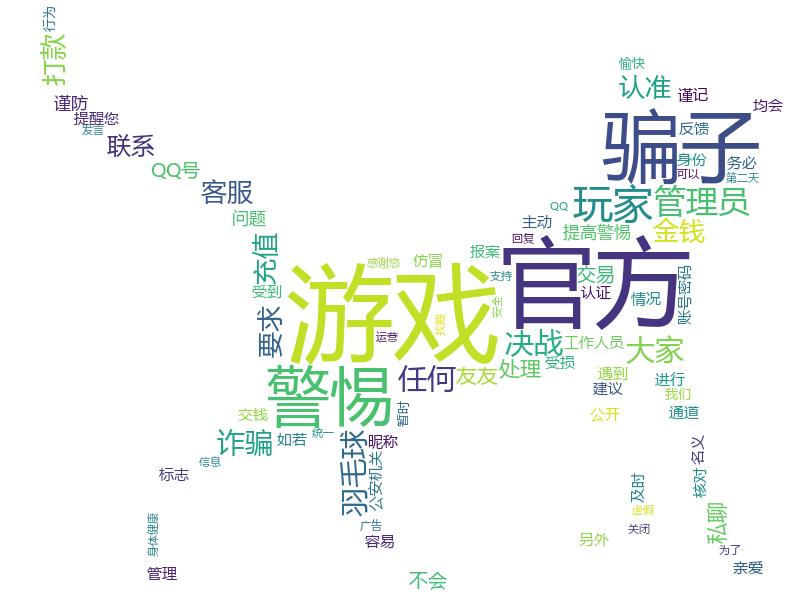 行为
打款
愉快
认准
谨记
均会
谨防
提醒您
发言
联系
骗子
反馈
身份
务必
可以
第二天
QQ号
客服
问题
QQ
玩家
管理员
主动
回复
提高警惕
金钱
充值
感谢您
仿冒
报案
官方
支持
交易
认证
情况
账号密码
受到
游戏
安全
找鹅
运营
要求
决战
工作人员
大家
受损
警惕
任何
友友
处理
遇到
建议
进行
我们
交钱
暂时
公开
通道
诈骗
如若
统一
羽毛球
昵称
公安机关
名义
信息
标志
及时
核对
虚假
私聊
广告
关闭
身体健康
容易
另外
为了
管理
不会
亲爱